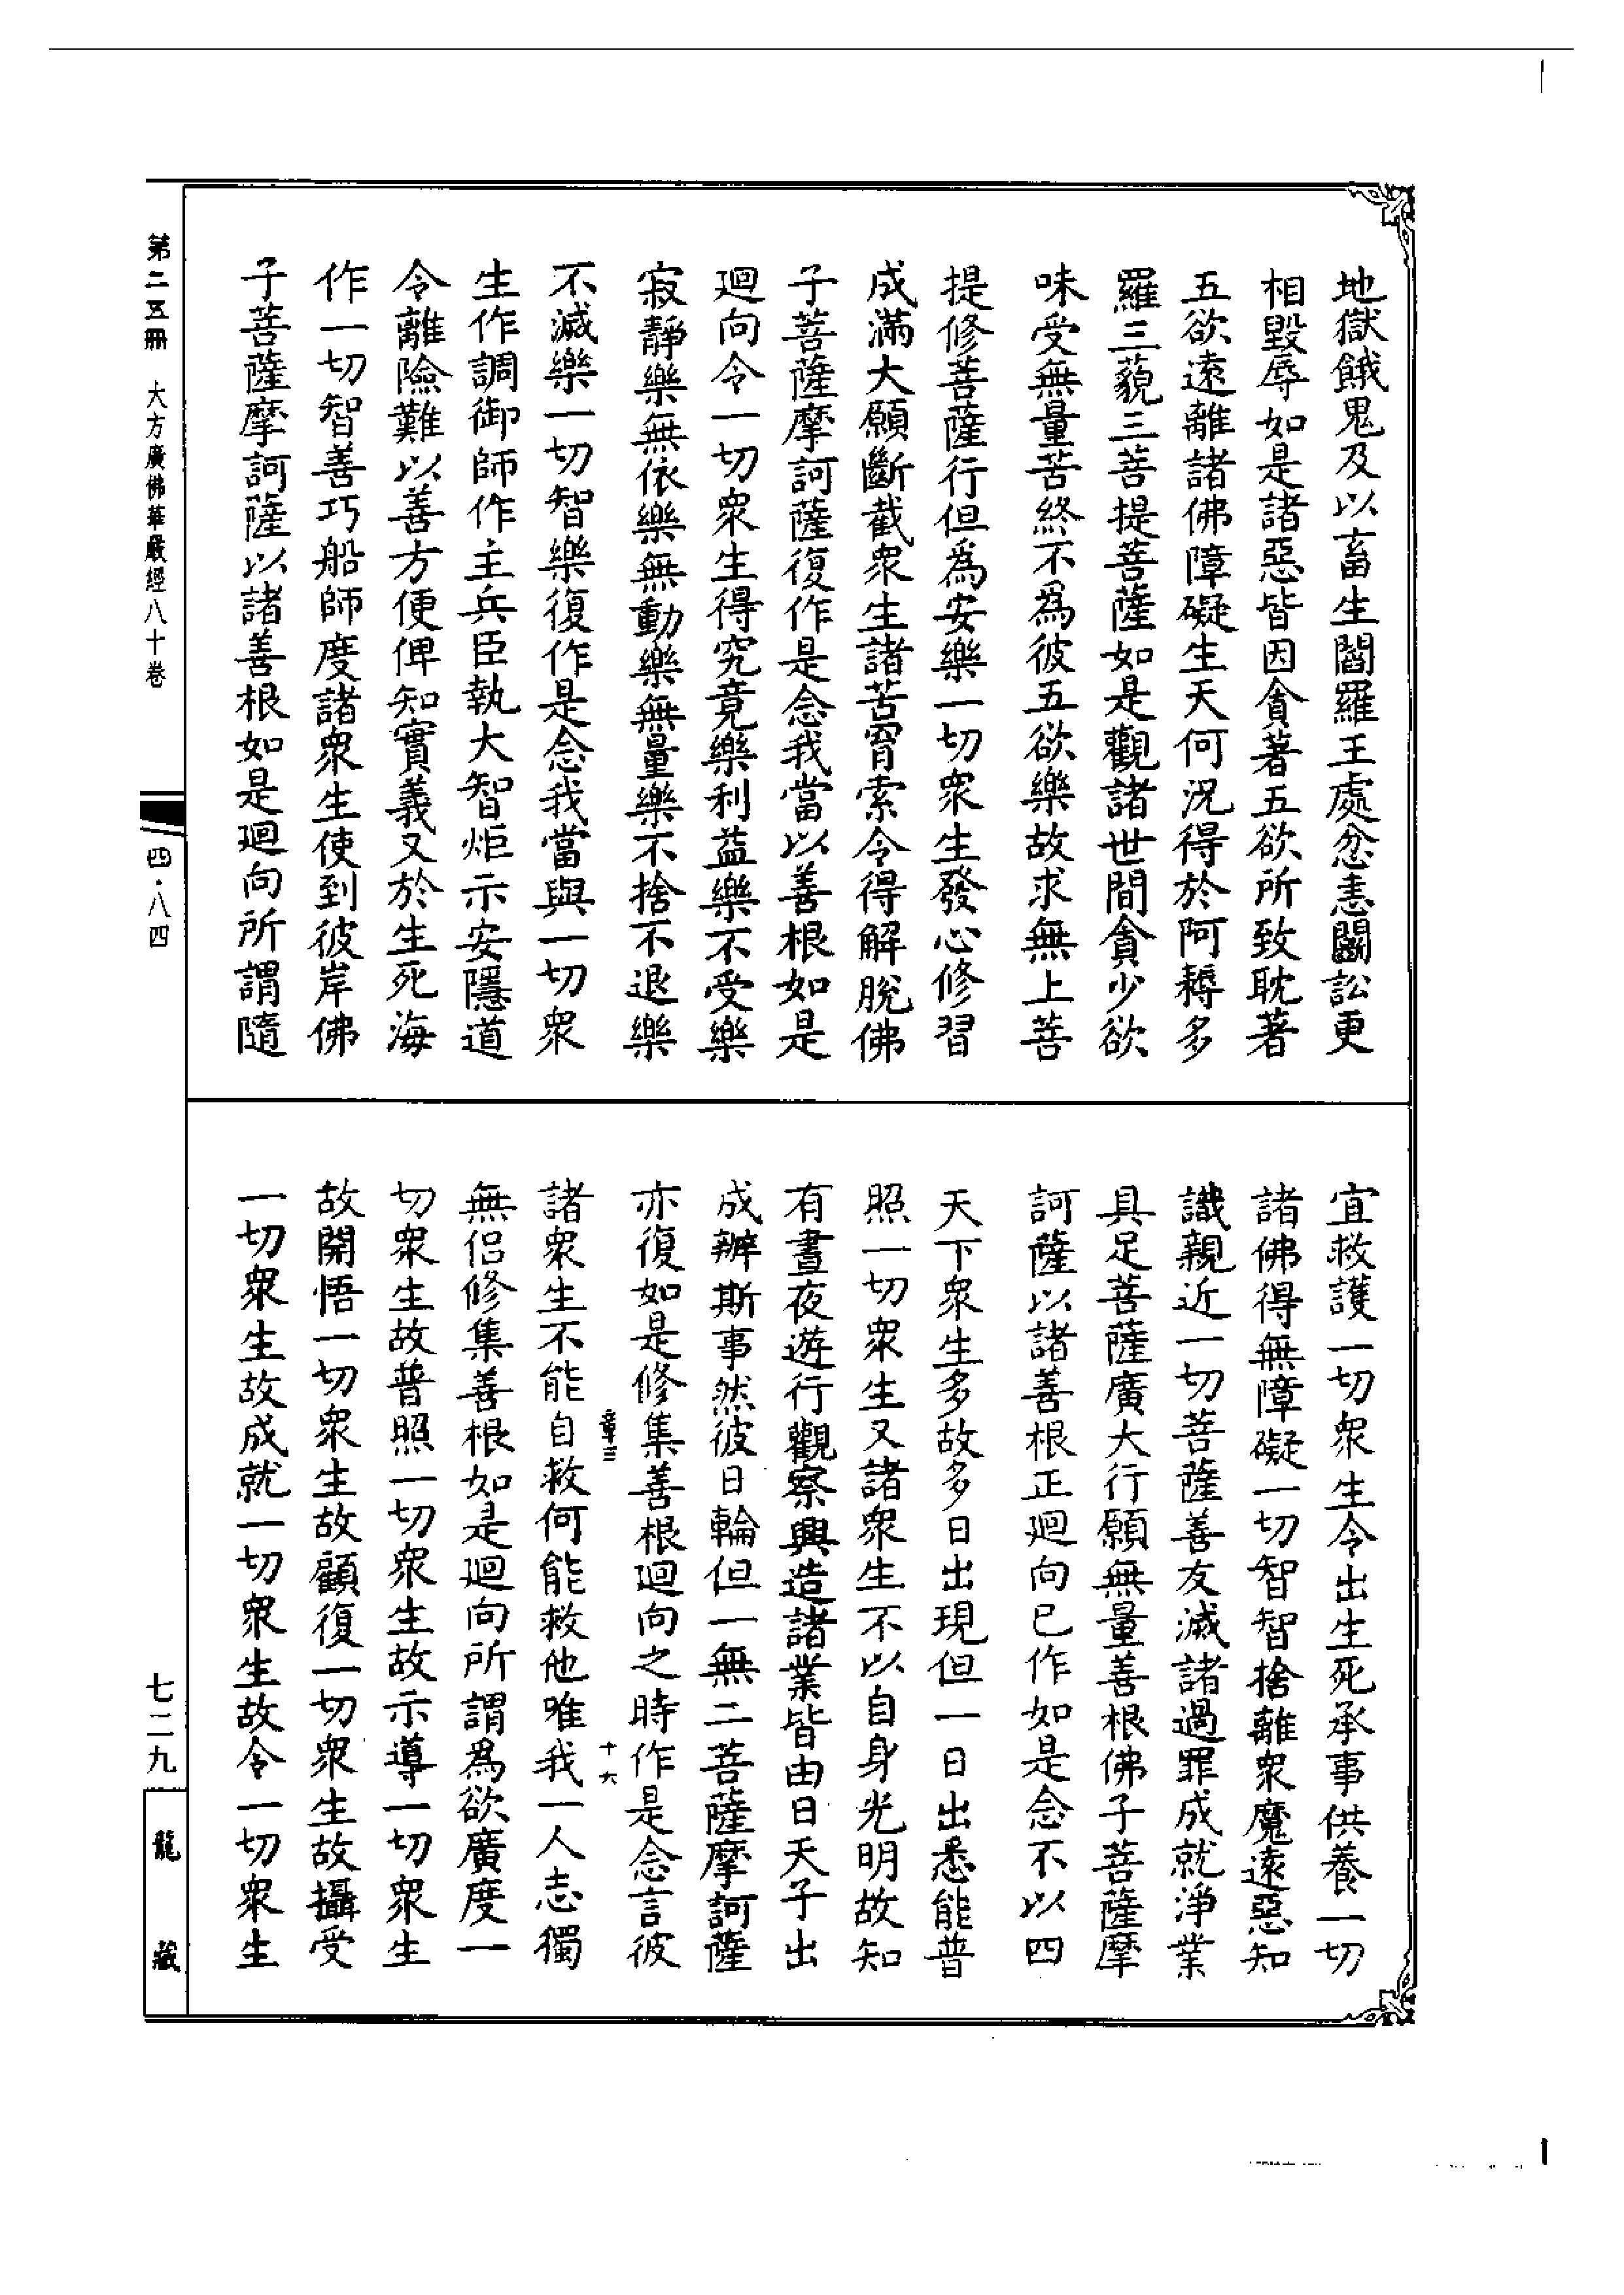 地獄餓鬼及以畜生閻羅王處忿恚鬭訟更
相毀辱如是諸惡皆因貪著五欲所致耽著
五欲遠離諸佛障礙生天何況得於阿耨多
羅三藐三菩提菩薩如是觀諸世間貪少欲
味受無量苦終不為彼五欲樂故求無上菩
提修菩薩行但為安樂一切衆生發心修習
成滿大願斷截衆生諸苦罥索令得解脫佛
子菩薩摩訶薩復作是念我當以善根如是
迴向令一切衆生得究竟樂利益樂不受樂
寂靜樂無依樂無動樂無量樂不捨不退樂
不滅樂一切智樂復作是念我當與一切衆
生作調御師作主兵臣執大智炬示安隱道
令離險難以善方便俾知實義又於生死海
作一切智善巧船師度諸衆生使到彼岸佛
子菩薩摩訶薩以諸善根如是迴向所謂隨
宜救護一切衆生令出生死承事供養一切
諸佛得無障礙一切智智捨離衆魔遠惡知
識親近一切菩薩善友滅諸過罪成就淨業
具足菩薩廣大行願無量善根佛子菩薩摩
訶薩以諸善根正迴向已作如是念不以四
天下衆生多故多日出現但一日出悉能普
照一切衆生又諸衆生不以自身光明故知
有晝夜遊行觀察興造諸業皆由日天子出
成辦斯事然彼日輪但一無二菩薩摩訶薩
亦復如是修集善根迴向之時作是念言彼
章三 十六
諸衆生不能自救何能救他唯我一人志獨
無侶修集善根如是迴向所謂為欲廣度一
切衆生故普照一切衆生故示導一切衆生
故開悟一切衆生故顧復一切衆生故攝受
一切衆生故成就一切衆生故令一切衆生
第二五冊 大方廣佛華嚴經八十卷
四·八四
七二九
龍藏